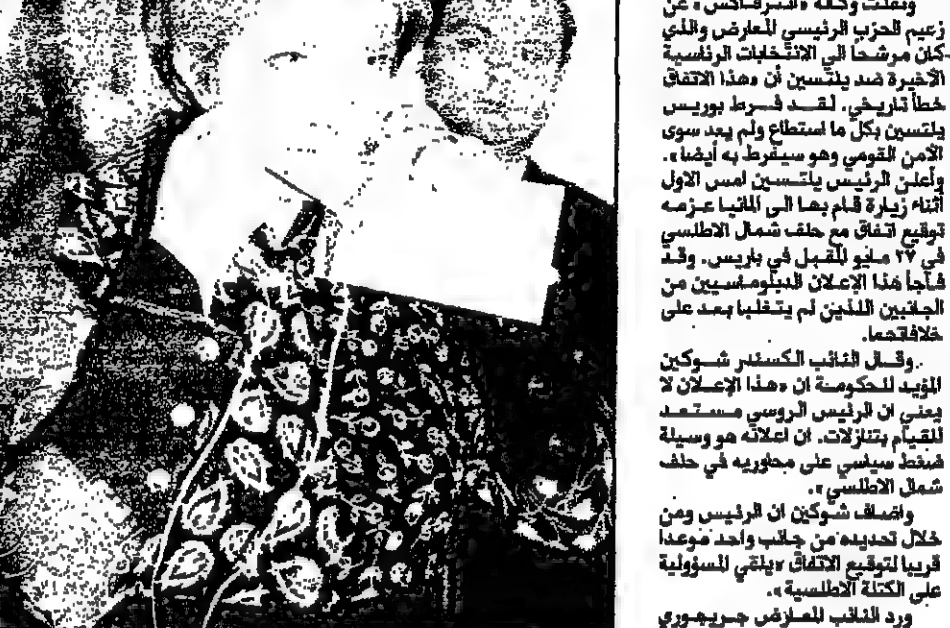 ونقلت وكالة «انترفاكس» عن
زعيم الحزب الرئيسي المعارض والذي
كان مرشحا الى الانتخابات الرئاسية
الأخيرة ضد يلتسين أن «هذا الاتفاق
خطأ تاريخي. لقد فرط بوريس
يلتسين بكل ما استطاع ولم يعد سوى
الأمن القومي وهو سيفرط به أيضا».
وأعلن الرئيس يلتسين امس الاول
أثناء زيارة قام بها الى المانيا عزمه
توقيع اتفاق مع حلف شمال الاطلسي
في ٢٧ مايو المقبل في باريس. وقد
فاجأ هذا الإعلان الدبلوماسيين من
الجانبين اللذين لم يتغلبا بعد على
خلافاتهما.
وقال النائب الكسندر شوكين
المؤيد للحكومة ان «هذا الإعلان لا
يعني ان الرئيس الروسي مستعد
للقيام بتنازلات. ان اعلانه هو وسيلة
ضغط سياسي على محاوريه في حلف
شمال الاطلسي».
واضاف شوكين ان الرئيس ومن
خلال تحديده من جانب واحد موعدا
قريبا لتوقيع الاتفاق «يلقي المسؤولية
على الكتلة الاطلسية».
ورد النائب المعارض جريجوري